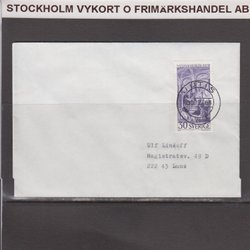 STOCKHOLM VYKORT O FRIMÄRKSHANDEL AB
30 SVERIGE
Ulf Lindoff
Magistratsv. 49 D
222 43 Lund